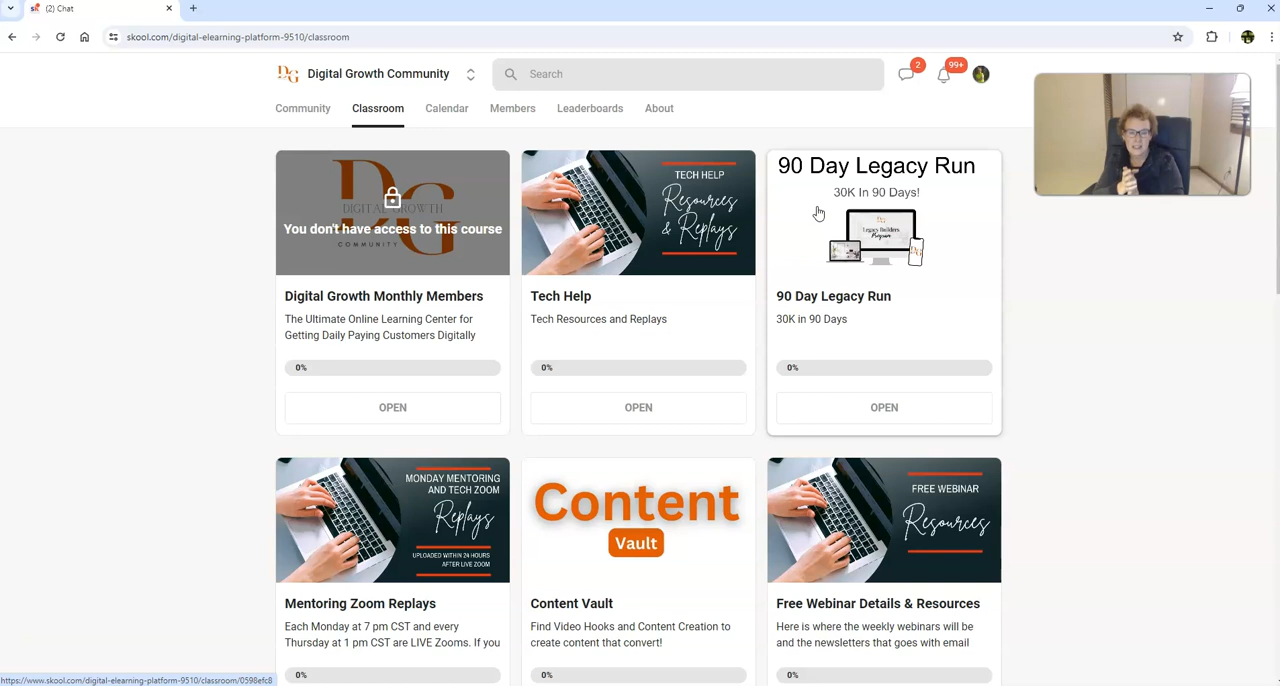 (2) Chat
skool.com/digital-elearning-platform-9510/classroom
DG Digital Growth Community
Search
2
99+
Community
Classroom
Calendar
Members
Leaderboards
About
DIGITAL GROWTH
You don't have access to this course
COMMUNITY
Digital Growth Monthly Members
The Ultimate Online Learning Center for
Getting Daily Paying Customers Digitally
0%
OPEN
TECH HELP
Resources
& Replays
Tech Help
Tech Resources and Replays
0%
OPEN
90 Day Legacy Run
30K In 90 Days!
Legacy Builders
Program
90 Day Legacy Run
30K in 90 Days
0%
OPEN
MONDAY MENTORING
AND TECH ZOOM
Replays
UPLOADED WITHIN 24 HOURS
AFTER LIVE ZOOM
Mentoring Zoom Replays
Each Monday at 7 pm CST and every
Thursday at 1 pm CST are LIVE Zooms. If you
0%
Content
Vault
Content Vault
Find Video Hooks and Content Creation to
create content that convert!
0%
FREE WEBINAR
Resources
Free Webinar Details & Resources
Here is where the weekly webinars will be
and the newsletters that goes with email
0%
https://www.skool.com/digital-elearning-platform-9510/classroom/0598efc8